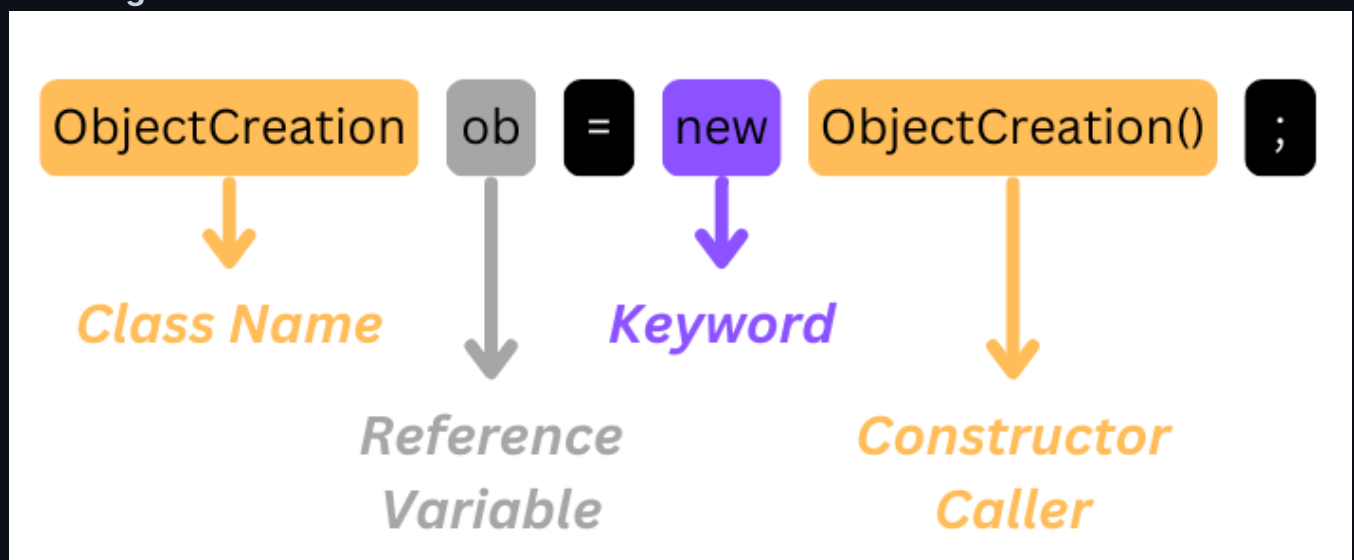 ObjectCreation ob = new ObjectCreation() ;
Class Name
Keyword
Reference
Variable
Constructor
Caller